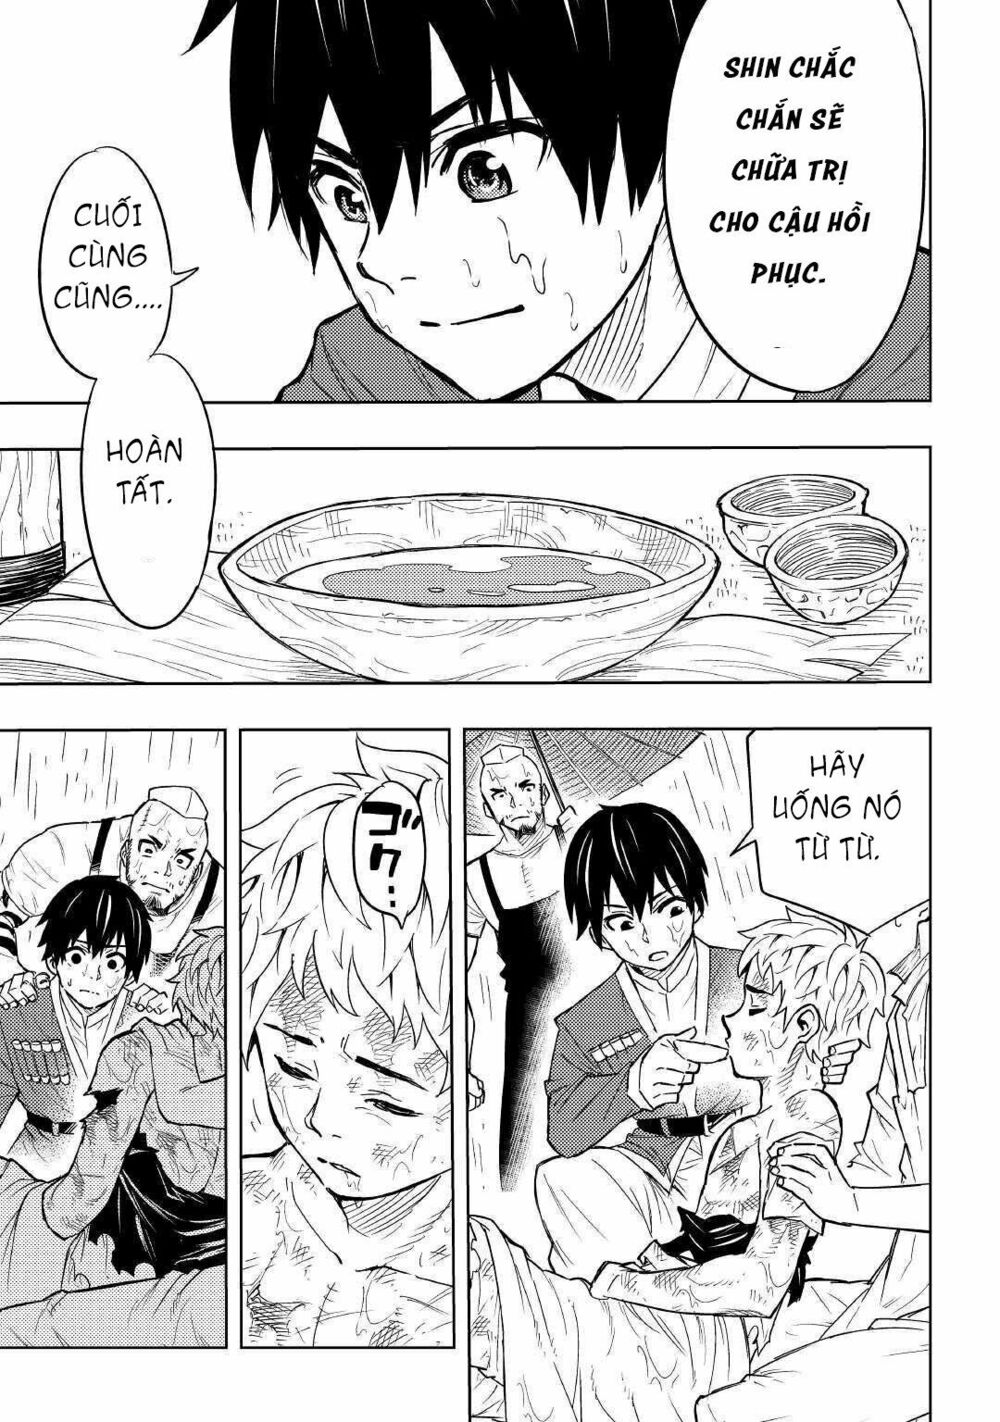 SHIN CHẮC
CHẮN SẼ
CHỮA TRỊ
CHO CẬU HỒI
PHỤC.
CUỐI
CÙNG
CŨNG....
HOÀN
TẤT.
HÃY
UỐNG NÓ
TỪ TỪ.
ゴク…